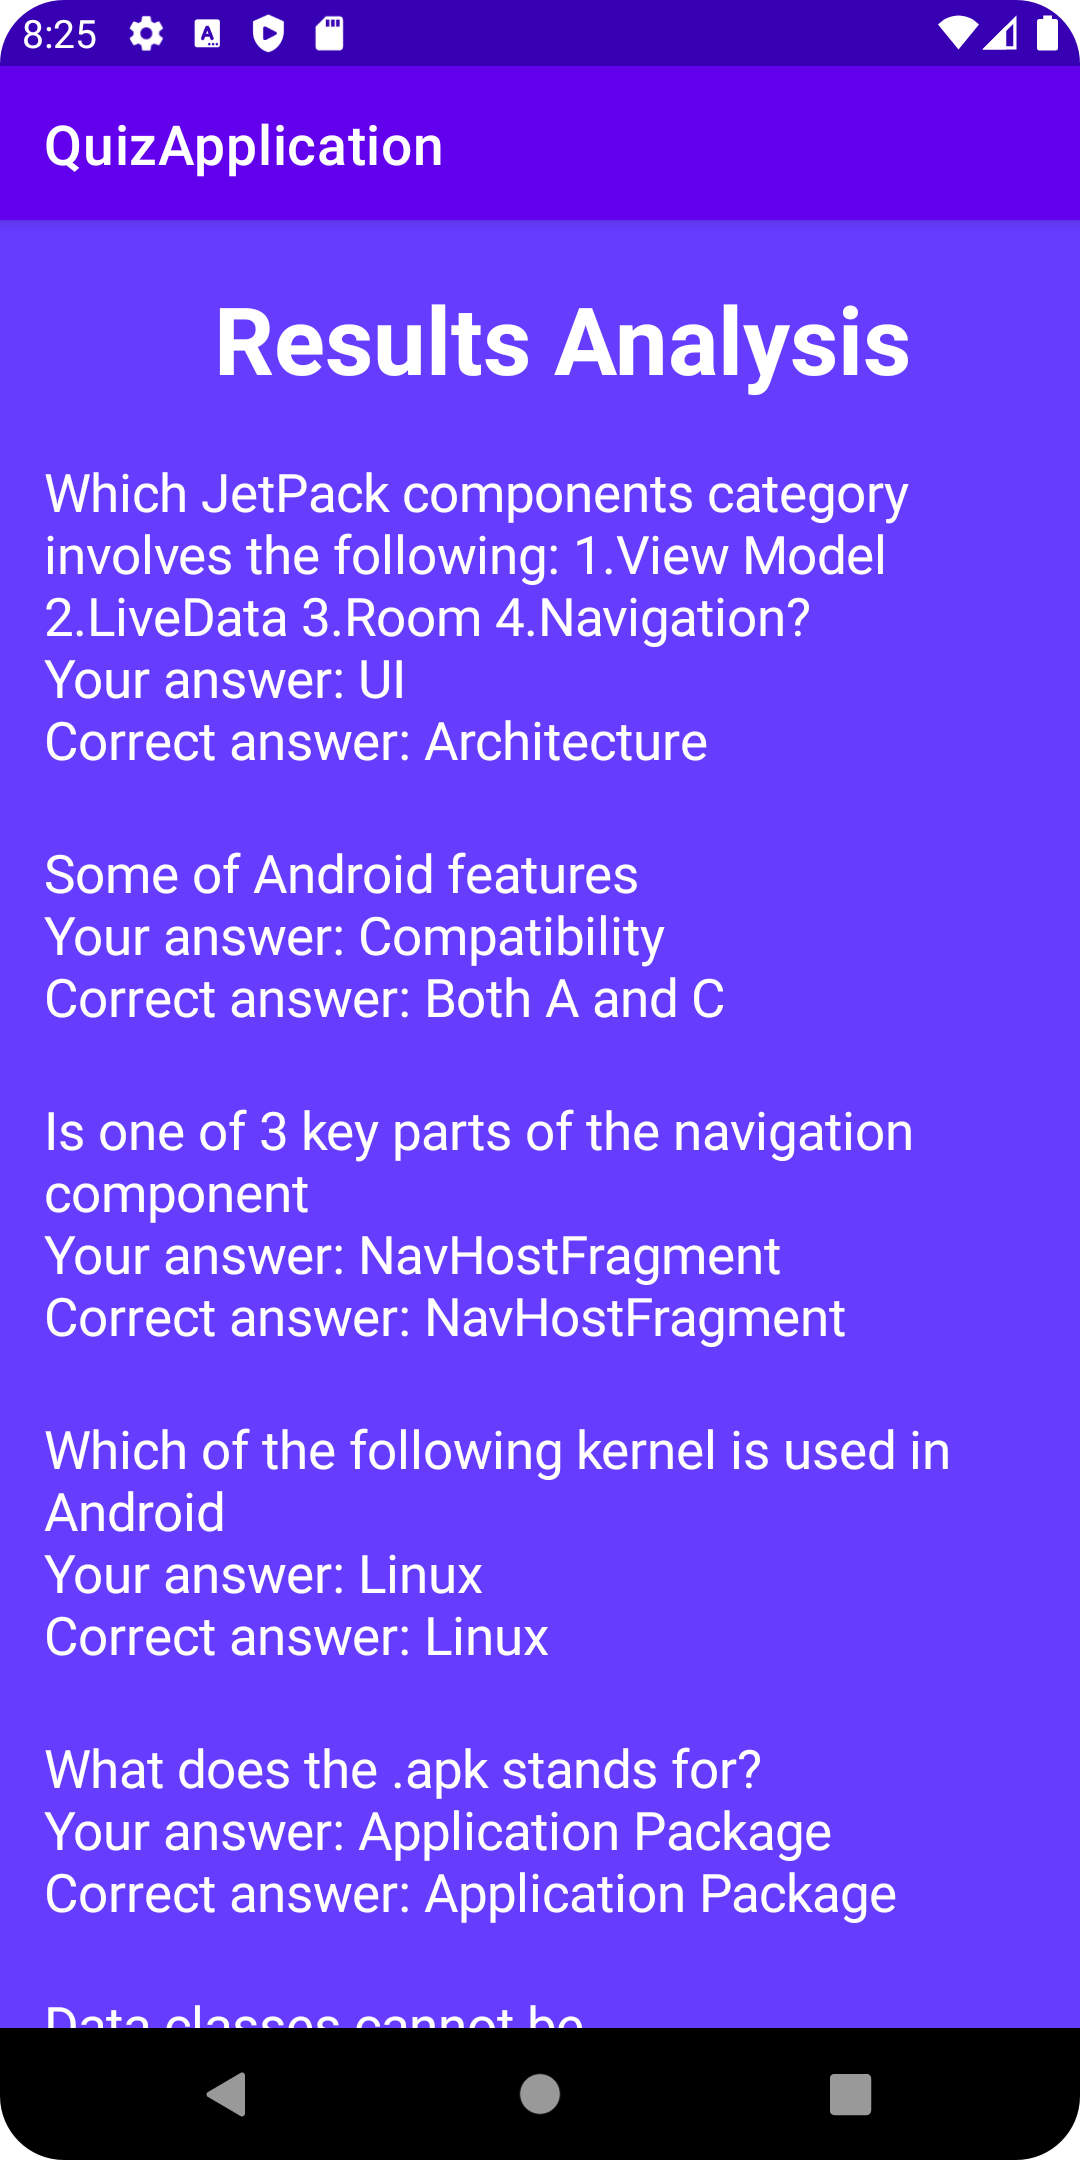 8:25
QuizApplication
Results Analysis
Which JetPack components category
involves the following: 1.View Model
2.LiveData 3.Room 4.Navigation?
Your answer: UI
Correct answer: Architecture
Some of Android features
Your answer: Compatibility
Correct answer: Both A and C
Is one of 3 key parts of the navigation
component
Your answer: NavHostFragment
Correct answer: NavHostFragment
Which of the following kernel is used in
Android
Your answer: Linux
Correct answer: Linux
What does the .apk stands for?
Your answer: Application Package
Correct answer: Application Package
Data classes cannot be